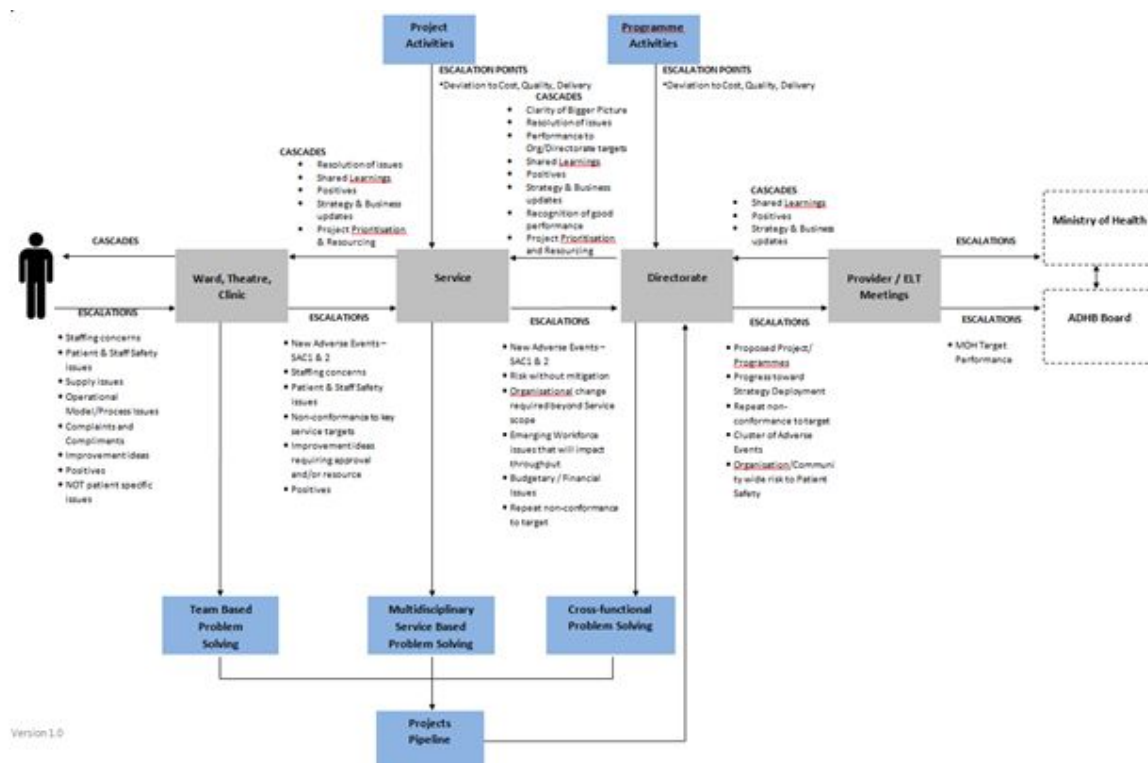 Project
Activities
Programme
Activities
ESCALATION POINTS
*Deviation to Cost, Quality, Delivery
ESCALATION POINTS
*Deviation to Cost, Quality, Delivery
CASCADES
Clarity of Bigger Picture
Resolution of issues
Performance to
Org/Directorate targets
Shared Learnings
Positives
Strategy & Business
updates
Recognition of good
performance
Project Prioritisation
and Resourcing
CASCADES
Resolution of issues
Shared Learnings
Positives
Strategy & Business
updates
Project Prioritisation
& Resourcing
CASCADES
Shared Learnings
Positives
Strategy & Business
updates
CASCADES
ESCALATIONS
Ministry of Health
Ward, Theatre,
Clinic
Service
Directorate
Provider / ELT
Meetings
ADHB Board
ESCALATIONS
Staffing concerns
Patient & Staff Safety
issues
Supply issues
Operational
Model/Process Issues
Complaints and
Compliments
Improvement ideas
Positives
NOT patient specific
issues
ESCALATIONS
New Adverse Events –
SAC1 & 2
Staffing concerns
Patient & Staff Safety
issues
Non-conformance to key
service targets
Improvement ideas
requiring approval
and/or resource
Positives
ESCALATIONS
New Adverse Events –
SAC1 & 2
Risk without mitigation
Organisational change
required beyond Service
scope
Emerging Workforce
issues that will impact
throughput
Budgetary / Financial
Issues
Repeat non-conformance
to target
ESCALATIONS
Proposed Project/
Programmes
Progress toward
Strategy Deployment
Repeat non-
conformance to target
Cluster of Adverse
Events
Organisation/Communi
ty wide risk to Patient
Safety
ESCALATIONS
MOH Target
Performance
Team Based
Problem
Solving
Multidisciplinary
Service Based
Problem Solving
Cross-functional
Problem Solving
Projects
Pipeline
Version 1.0